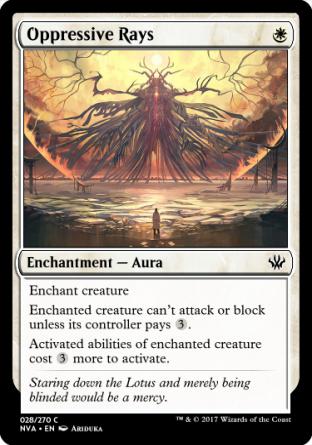 Oppressive Rays
Enchantment — Aura
Enchant creature
Enchanted creature can't attack or block
unless its controller pays 3.
Activated abilities of enchanted creature
cost 3 more to activate.
Staring down the Lotus and merely being
blinded would be a mercy.
028/270 C
NVA • EN Ariduka
™ & © 2017 Wizards of the Coast